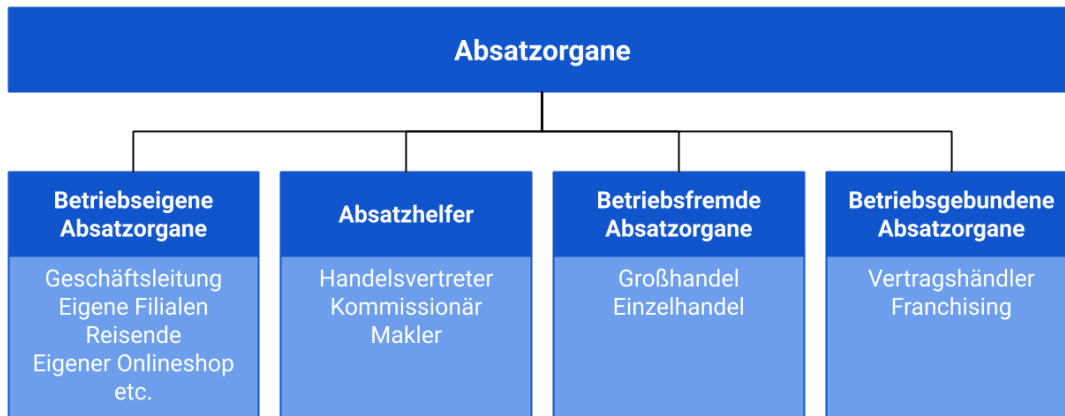 Absatzorgane
Betriebseigene
Absatzorgane
Geschäftsleitung
Eigene Filialen
Reisende
Eigener Onlineshop
etc.
Absatzhelfer
Handelsvertreter
Kommissionär
Makler
Betriebsfremde
Absatzorgane
Großhandel
Einzelhandel
Betriebsgebundene
Absatzorgane
Vertragshändler
Franchising